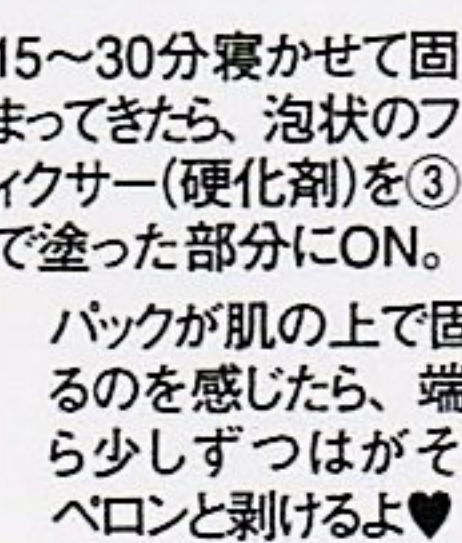 15〜30分寝かせて固
まってきたら、泡状のフ
ィクサー(硬化剤)を③
で塗った部分にON。
パックが肌の上で固
るのを感じたら、端
ら少しずつはがそ
ペロンと剥けるよ♥